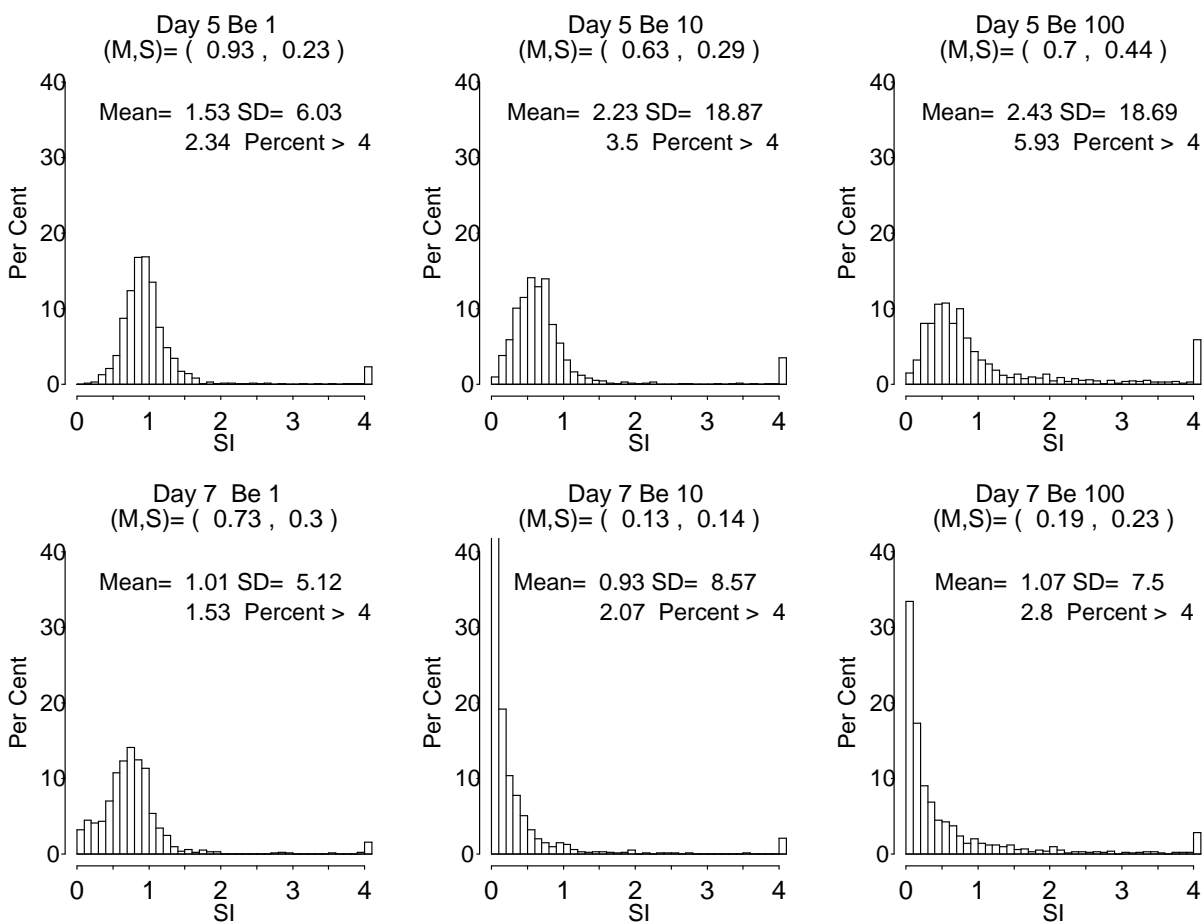 Day 5 Be 1
(M,S)= ( 0.93 , 0.23 )
Mean= 1.53 SD= 6.03
2.34 Percent > 4
40
30
20
10
0
Per Cent
0 1 2 3 4
SI
Day 5 Be 10
(M,S)= ( 0.63 , 0.29 )
Mean= 2.23 SD= 18.87
3.5 Percent > 4
40
30
20
10
0
Per Cent
0 1 2 3 4
SI
Day 5 Be 100
(M,S)= ( 0.7 , 0.44 )
Mean= 2.43 SD= 18.69
5.93 Percent > 4
40
30
20
10
0
Per Cent
0 1 2 3 4
SI
Day 7 Be 1
(M,S)= ( 0.73 , 0.3 )
Mean= 1.01 SD= 5.12
1.53 Percent > 4
40
30
20
10
0
Per Cent
0 1 2 3 4
SI
Day 7 Be 10
(M,S)= ( 0.13 , 0.14 )
Mean= 0.93 SD= 8.57
2.07 Percent > 4
40
30
20
10
0
Per Cent
0 1 2 3 4
SI
Day 7 Be 100
(M,S)= ( 0.19 , 0.23 )
Mean= 1.07 SD= 7.5
2.8 Percent > 4
40
30
20
10
0
Per Cent
0 1 2 3 4
SI